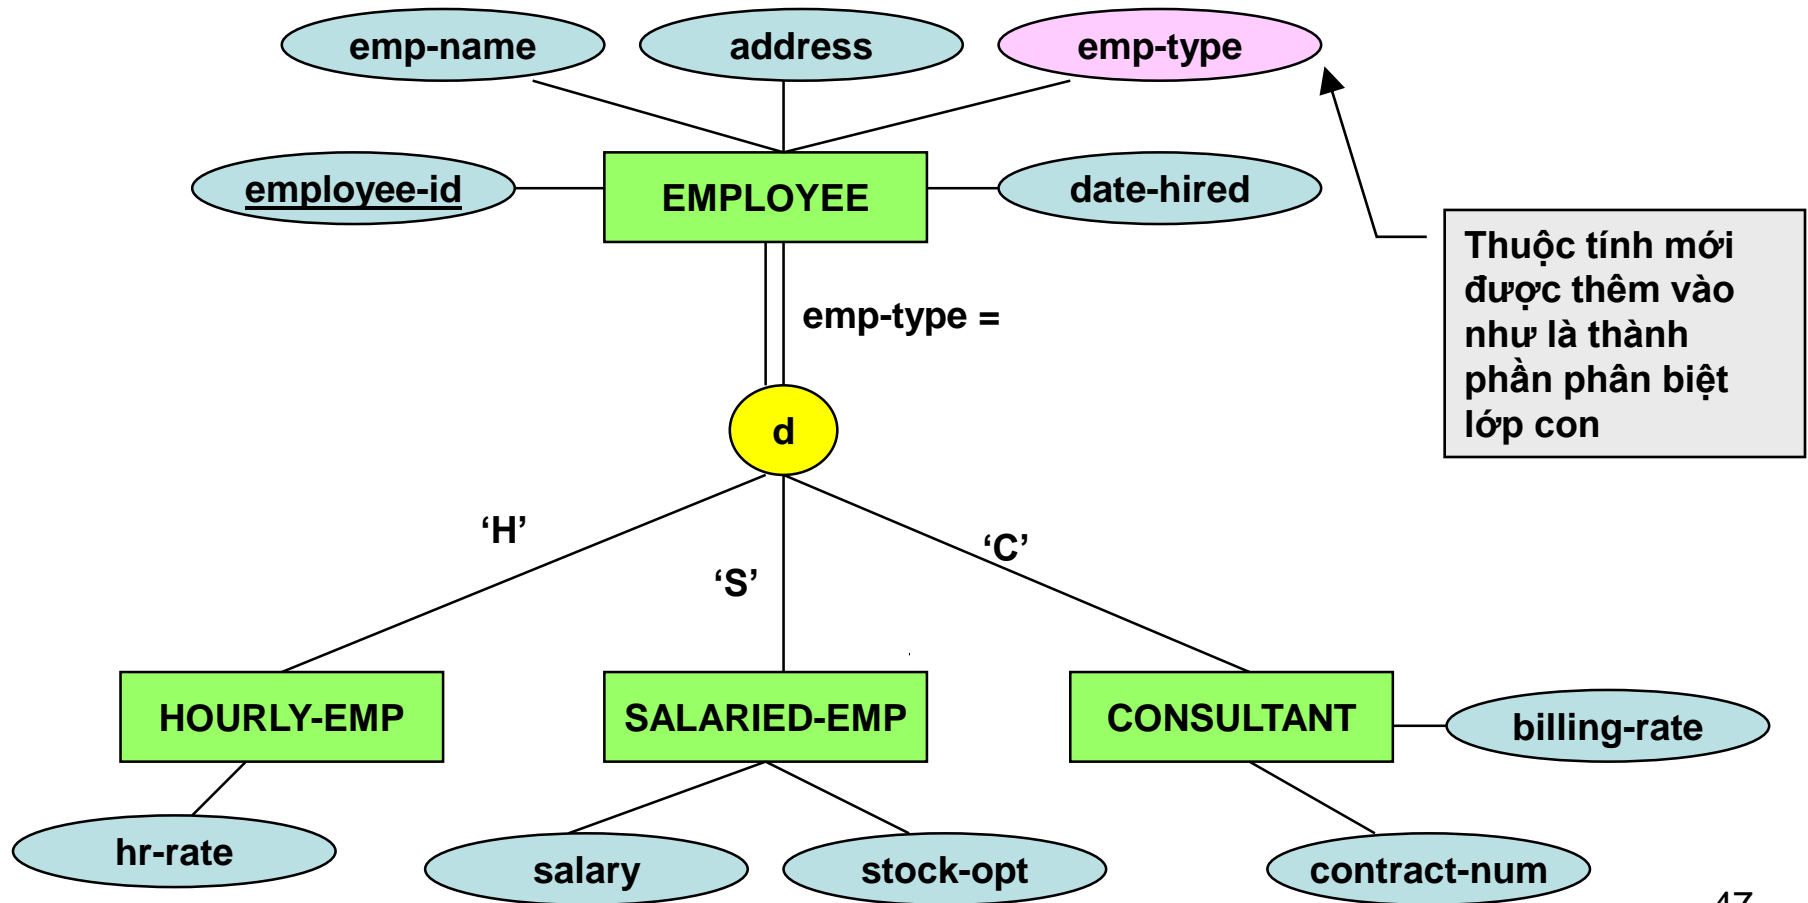 emp-name
address
emp-type
employee-id
EMPLOYEE
date-hired
Thuộc tính mới
được thêm vào
như là thành
phần phân biệt
lớp con
emp-type =
d
‘H’
‘S’
‘C’
HOURLY-EMP
SALARIED-EMP
CONSULTANT
billing-rate
hr-rate
salary
stock-opt
contract-num
47